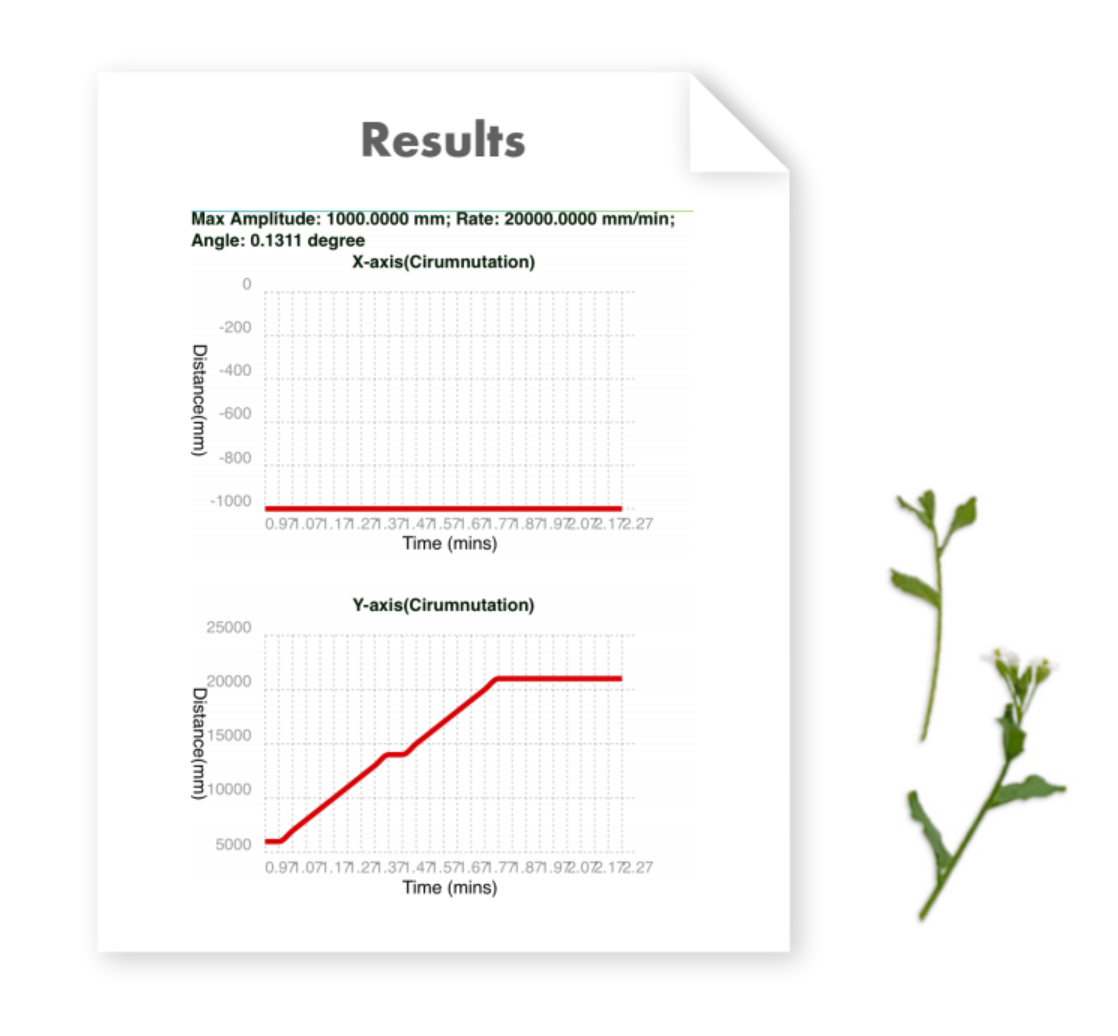 Results
Max Amplitude: 1000.0000 mm; Rate: 20000.0000 mm/min;
Angle: 0.1311 degree
X-axis(Cirumnutation)
0
-200
-400
-600
-800
-1000
Distance(mm)
0.97 1.07 1.17 1.27 1.37 1.47 1.57 1.67 1.77 1.87 1.97 2.07 2.17 2.27
Time (mins)
Y-axis(Cirumnutation)
25000
20000
15000
10000
5000
Distance(mm)
0.97 1.07 1.17 1.27 1.37 1.47 1.57 1.67 1.77 1.87 1.97 2.07 2.17 2.27
Time (mins)